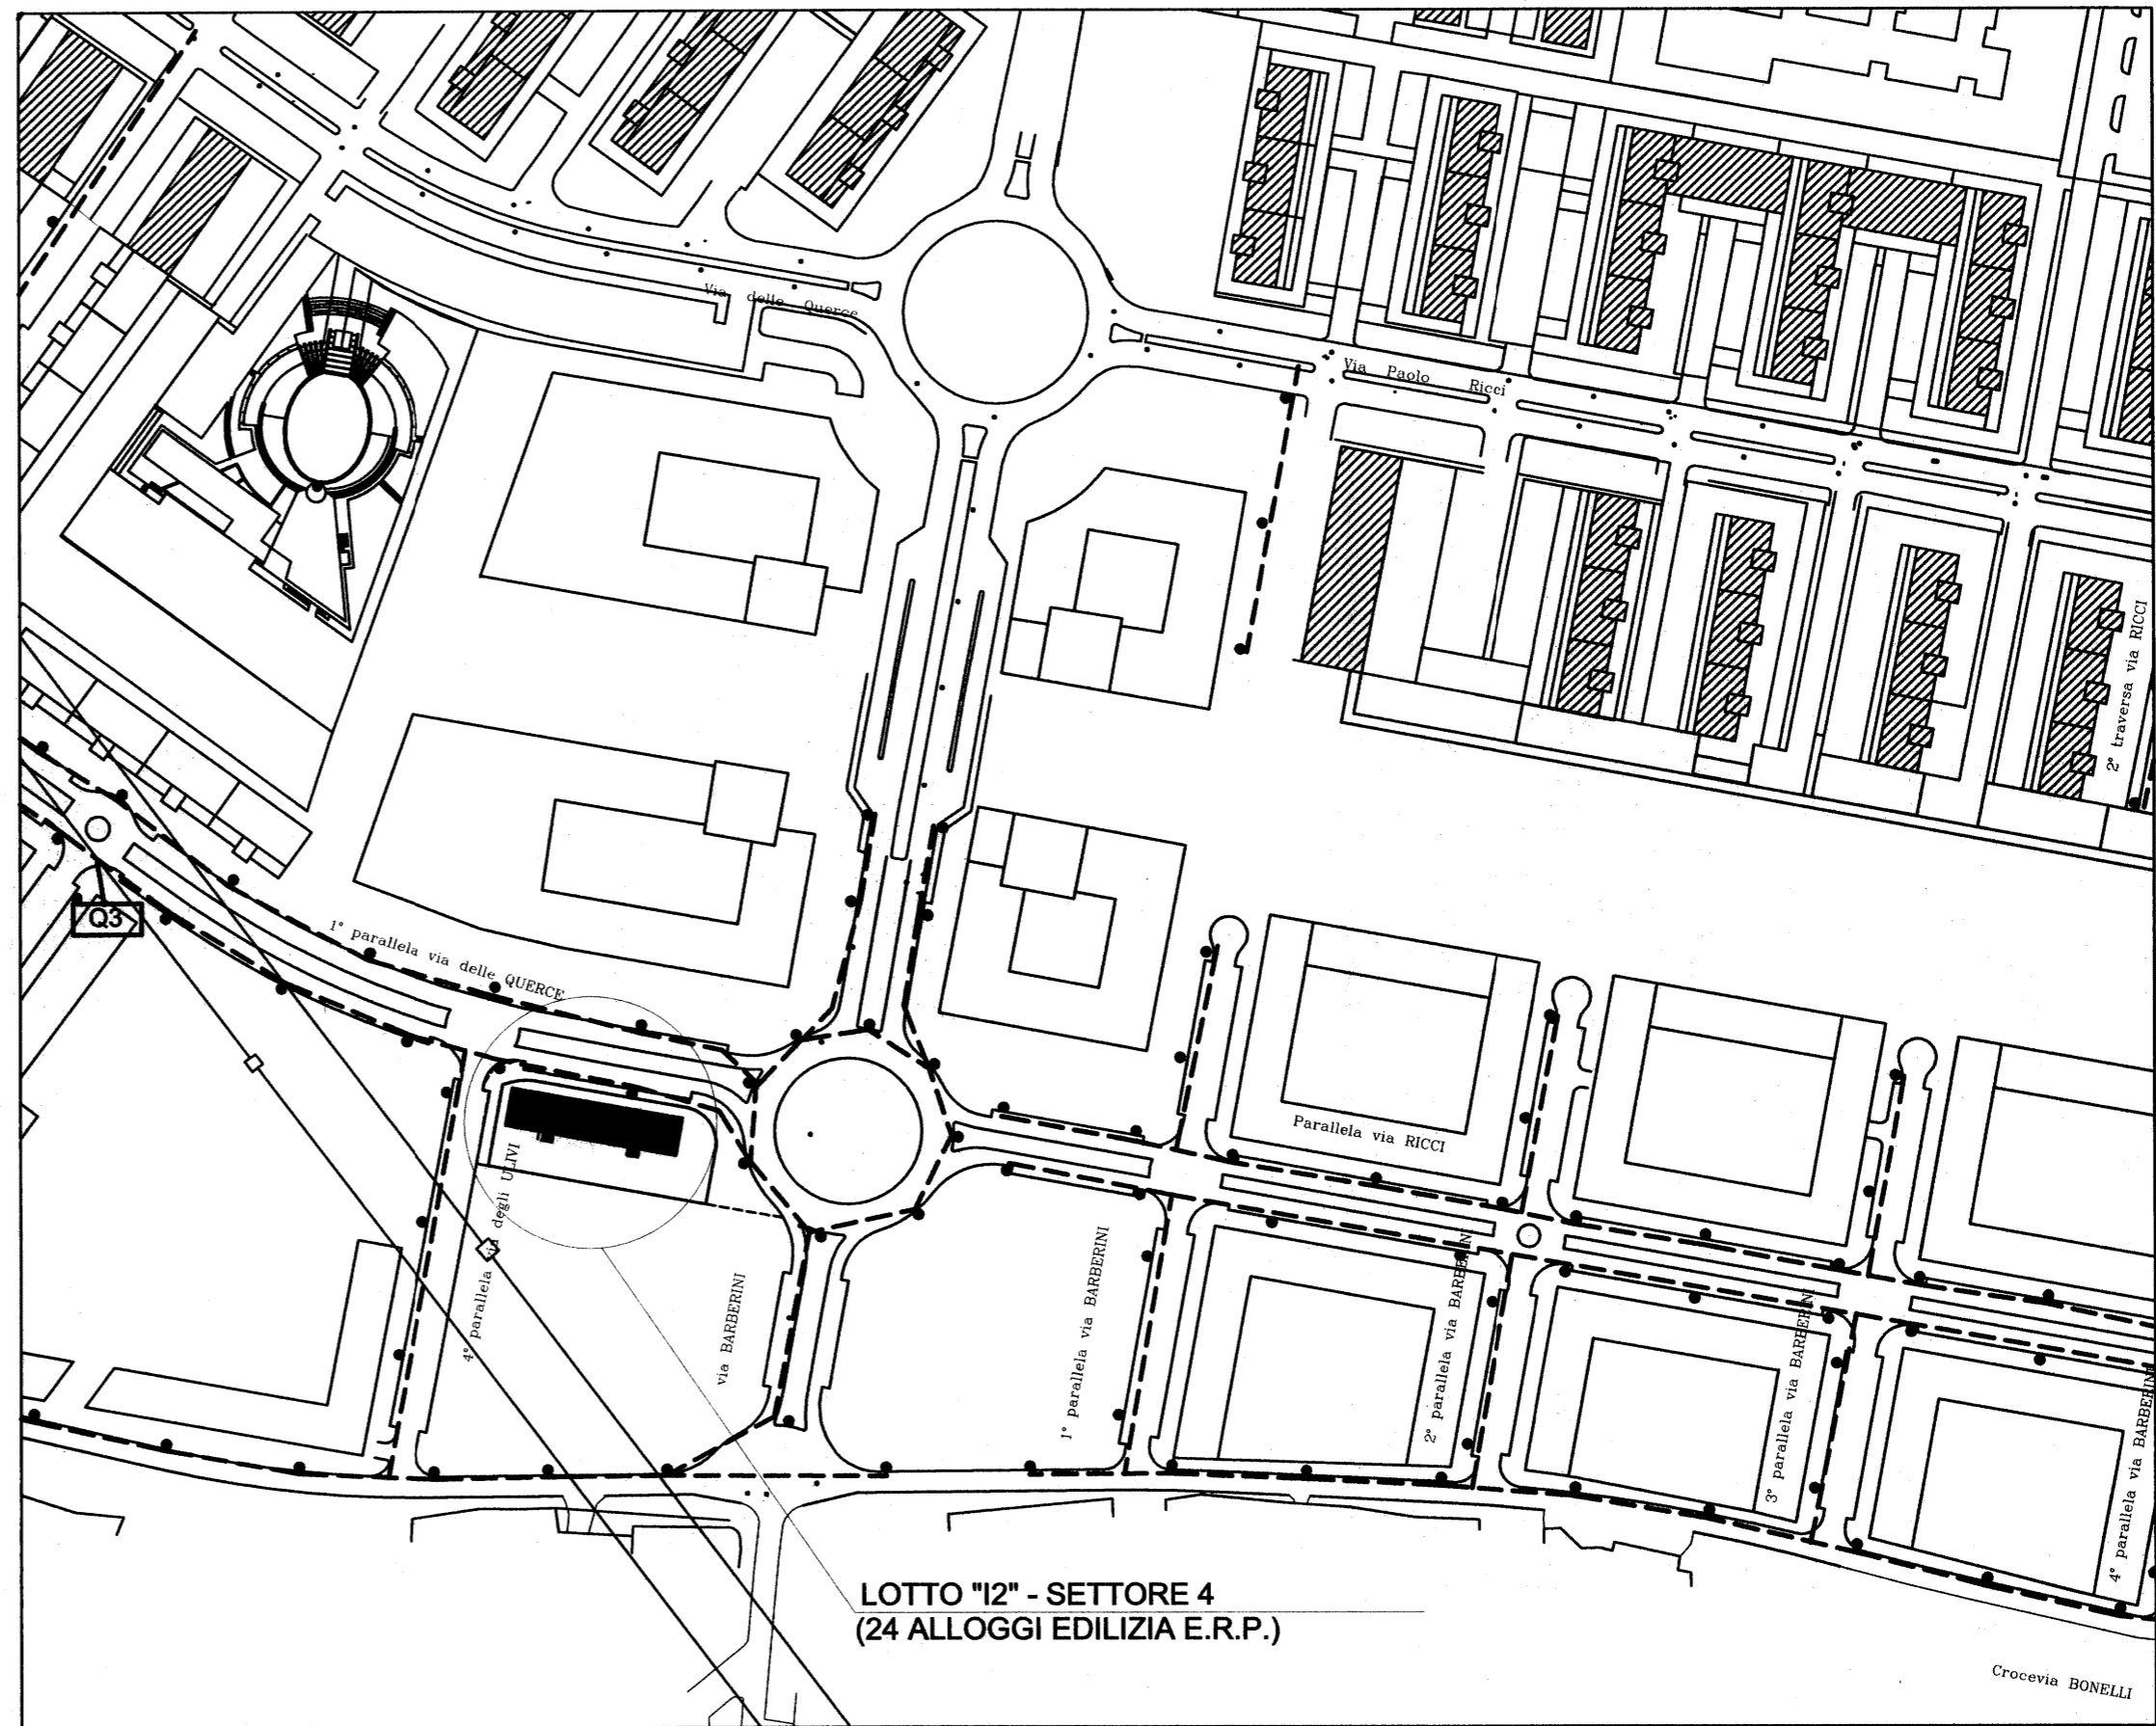 Via delle Querce
Via Paolo Ricci
2° traversa via RICCI
Q3
1° parallela via delle QUERCE
Parallela via RICCI
4° parallela via degli ULIVI
via BARBERINI
1° parallela via BARBERINI
2° parallela via BARBERINI
3° parallela via BARBERINI
4° parallela via BARBERINI
LOTTO "I2" - SETTORE 4
(24 ALLOGGI EDILIZIA E.R.P.)
Crocevia BONELLI